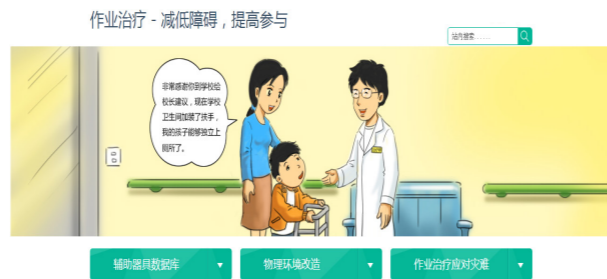 作业治疗 - 减低障碍，提高参与
站内搜索........
非常感谢你到学校给
校长建议，现在学校
卫生间加装了扶手，
我的孩子能够独立上
厕所了。
辅助器具数据库
物理环境改造
作业治疗应对灾难